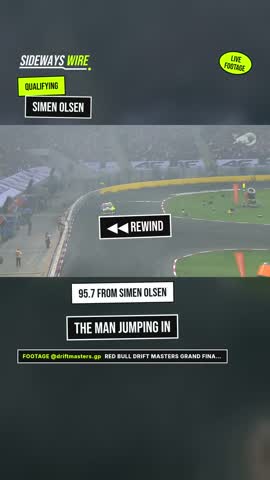 SIDEWAYS WIRE.
LIVE
FOOTAGE
QUALIFYING
SIMEN OLSEN
REWIND
95.7 FROM SIMEN OLSEN
THE MAN JUMPING IN
FOOTAGE @driftmasters.gp RED BULL DRIFT MASTERS GRAND FINA...